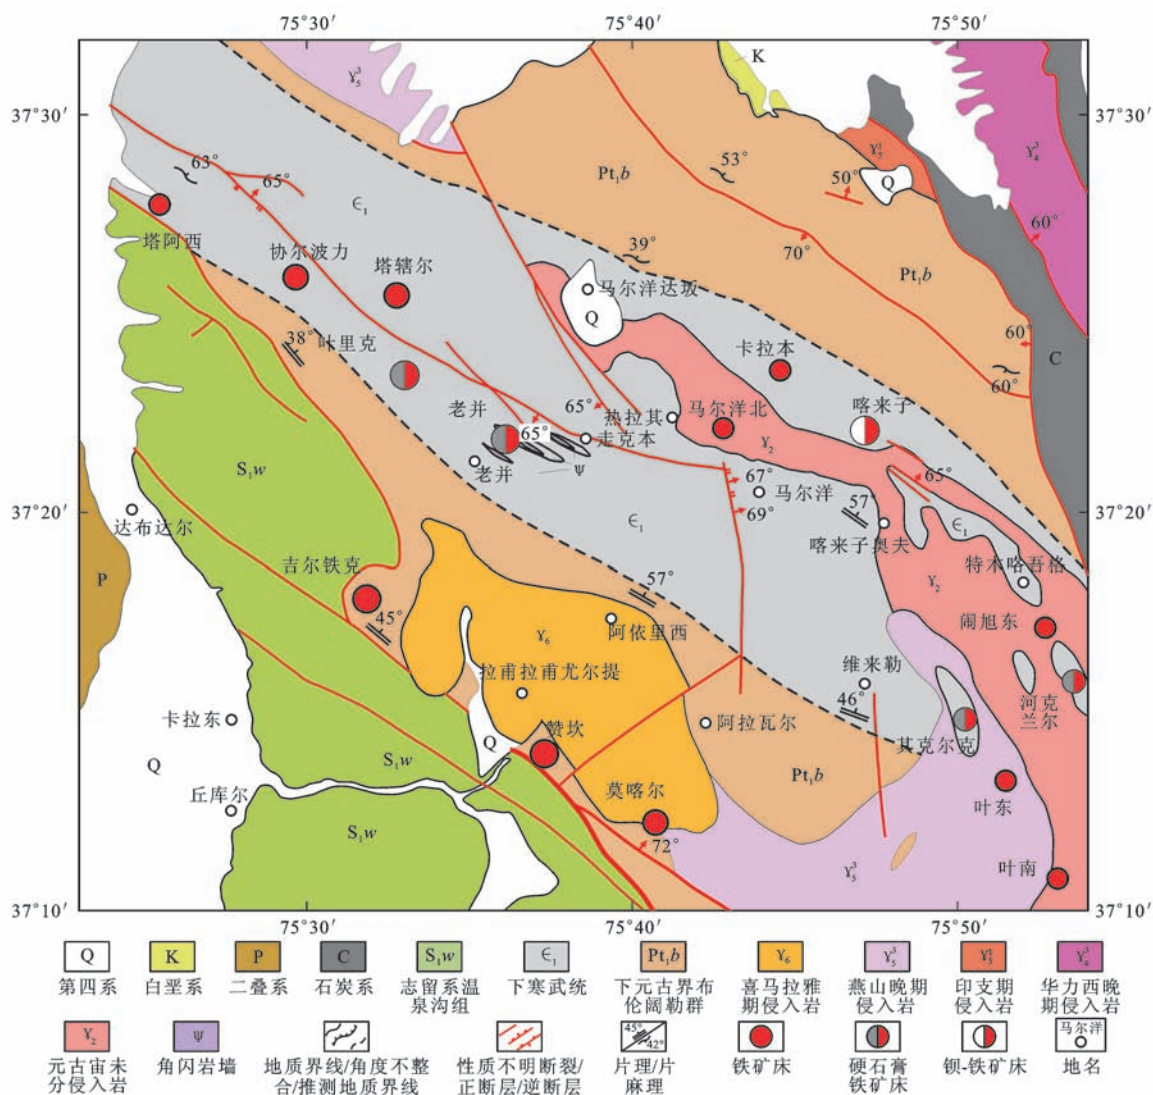 75°30′ 75°40′ 75°50′
K
γ₅³
37°30′ 37°30′
γ₅¹ γ₄³
63° 53°
65° Pt₁b 50° Q
∈₁
塔阿西 39° 70° 60°
协尔波力 塔辖尔 Pt₁b
马尔洋达坂
Q
38° 叶里克 卡拉本 60° C
老并 65° 热拉其 马尔洋北 喀来子 60°
65° 走克本
γ₂
S₁w 老并 ψ 67° 马尔洋 65°
∈₁ 69° 57° ∈₁
37°20′ 37°20′
达布达尔 喀来子奥夫
P 吉尔铁克 57° γ₂ 特木咯吾格
45° 阿依里西 闹旭东
γ₆
拉甫拉甫尤尔提 维来勒
卡拉东 46° 河克
兰尔
阿拉瓦尔 其克尔克
Q 赞坎
Q S₁w Pt₁b
丘库尔 莫喀尔 叶东
S₁w
72° γ₅³ 叶南
37°10′ 37°10′
75°30′ 75°40′ 75°50′
Q K P C S₁w ∈₁ Pt₁b γ₆ γ₅³ γ₅¹ γ₄³
第四系 白垩系 二叠系 石炭系 志留系温 下寒武统 下元古界布 喜马拉雅 燕山晚期 印支期 华力西晚
泉沟组 伦阔勒群 期侵入岩 侵入岩 侵入岩 期侵入岩
γ₂ ψ 45° 42° 马尔洋
元古宙未 角闪岩墙 地质界线/角度不整 性质不明断裂/ 片理/片 铁矿床 硬石膏 钡-铁矿床 地名
分侵入岩 合/推测地质界线 正断层/逆断层 麻理 铁矿床